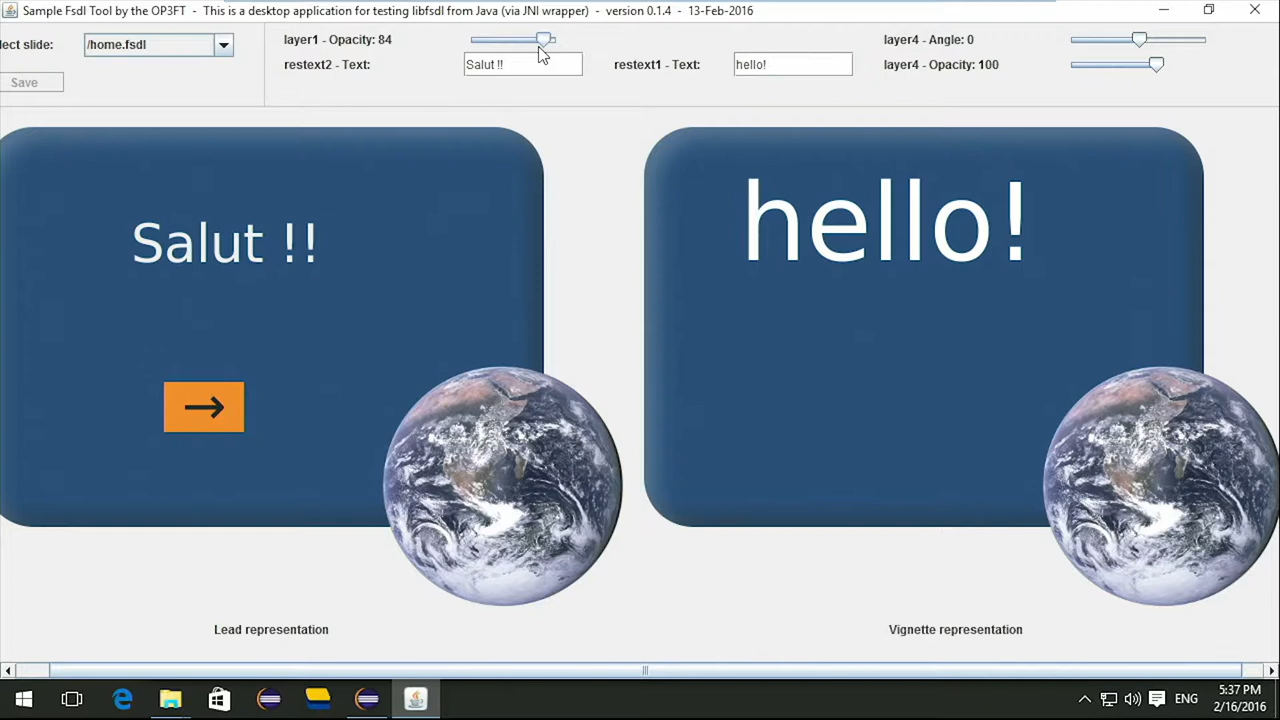 Sample Fsdl Tool by the OP3FT - This is a desktop application for testing libfsdl from Java (via JNI wrapper) - version 0.1.4 - 13-Feb-2016
lect slide: /home.fsdl
Save
layer1 - Opacity: 84
restext2 - Text: Salut !! restext1 - Text: hello!
layer4 - Angle: 0
layer4 - Opacity: 100
Salut !!
→
hello!
Lead representation
Vignette representation
ENG
5:37 PM
2/16/2016